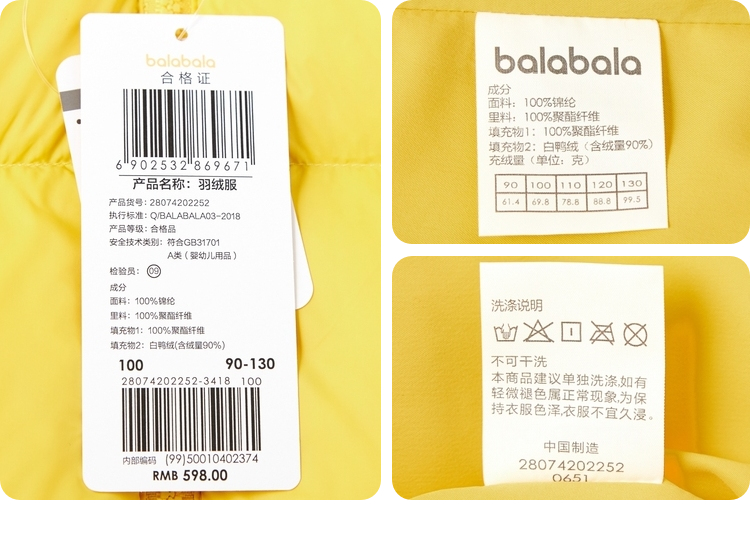 balabala
合格证
6 902532 869671
产品名称：羽绒服
产品货号：28074202252
执行标准：Q/BALABALA03-2018
产品等级：合格品
安全技术类别：符合GB31701
A类（婴幼儿用品）
检验员：09
成分
面料：100%锦纶
里料：100%聚酯纤维
填充物1：100%聚酯纤维
填充物2：白鸭绒(含绒量90%)
100 90-130
28074202252-3418 100
内部编码 (99)50010402374
RMB 598.00
balabala
成分
面料：100%锦纶
里料：100%聚酯纤维
填充物1：100%聚酯纤维
填充物2：白鸭绒（含绒量90%）
充绒量（单位：克）
90 100 110 120 130
61.4 69.8 78.8 88.8 99.5
洗涤说明
不可干洗
本商品建议单独洗涤,如有
轻微褪色属正常现象,为保
持衣服色泽,衣服不宜久浸。
中国制造
28074202252
0651